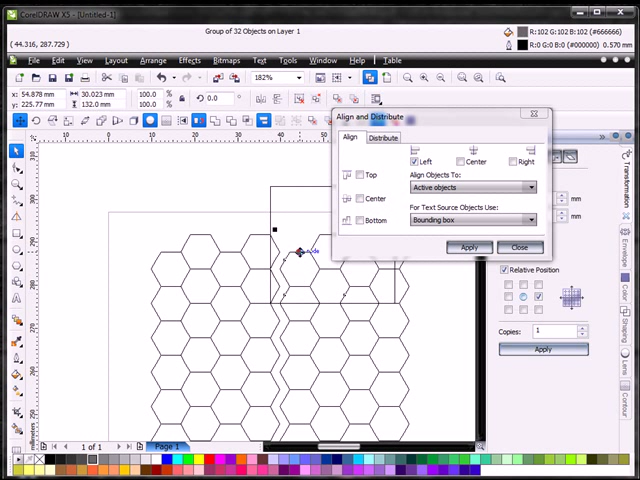 CorelDRAW X5 - [Untitled-1]
Group of 32 Objects on Layer 1
( 44.316, 287.729 )
R:102 G:102 B:102 (#666666)
R:0 G:0 B:0 (#000000) 0.570 mm
File Edit View Layout Arrange Effects Bitmaps Text Tools Window Help Table
182%
x: 54.878 mm 30.023 mm 100.0
y: 225.77 mm 132.0 mm 100.0 % 0.0
Align and Distribute
Align Distribute
Left Center Right
Top
Center
Bottom
Align Objects To:
Active objects
For Text Source Objects Use:
Bounding box
Apply Close
mm
mm
Relative Position
Copies: 1
Apply
Transformation
Effects
Color
Shaping
Lens
millimeters
1 of 1
Page 1